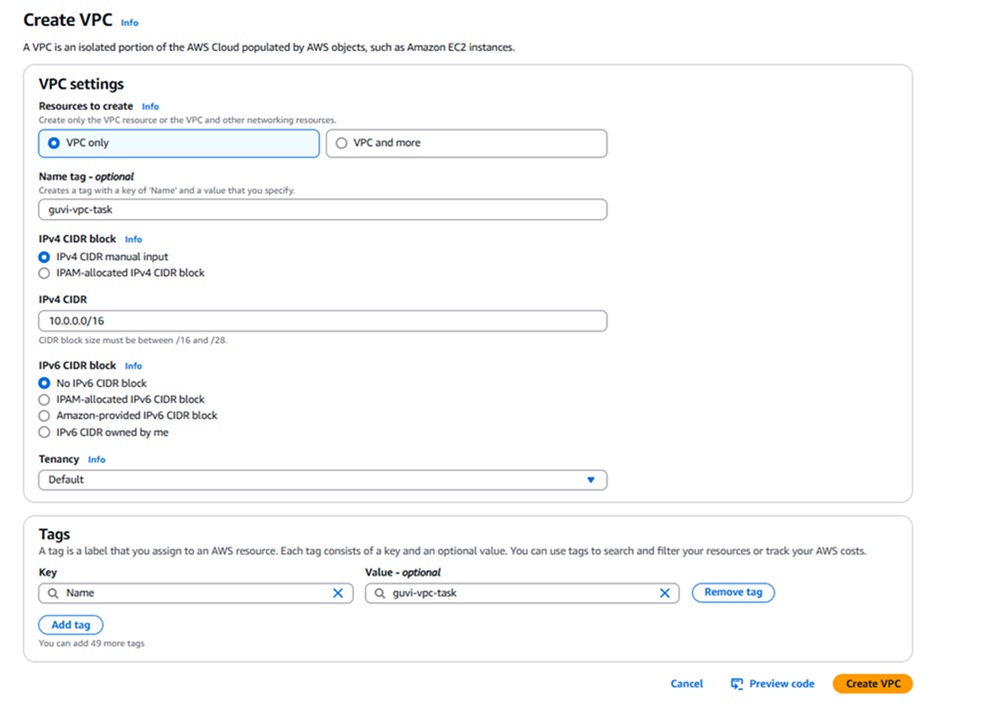 Create VPC Info
A VPC is an isolated portion of the AWS Cloud populated by AWS objects, such as Amazon EC2 instances.
VPC settings
Resources to create Info
Create only the VPC resource or the VPC and other networking resources.
VPC only
VPC and more
Name tag - optional
Creates a tag with a key of 'Name' and a value that you specify.
guvi-vpc-task
IPv4 CIDR block Info
IPv4 CIDR manual input
IPAM-allocated IPv4 CIDR block
IPv4 CIDR
10.0.0.0/16
CIDR block size must be between /16 and /28.
IPv6 CIDR block Info
No IPv6 CIDR block
IPAM-allocated IPv6 CIDR block
Amazon-provided IPv6 CIDR block
IPv6 CIDR owned by me
Tenancy Info
Default
Tags
A tag is a label that you assign to an AWS resource. Each tag consists of a key and an optional value. You can use tags to search and filter your resources or track your AWS costs.
Key
Value - optional
Name
guvi-vpc-task
Remove tag
Add tag
You can add 49 more tags
Cancel
Preview code
Create VPC